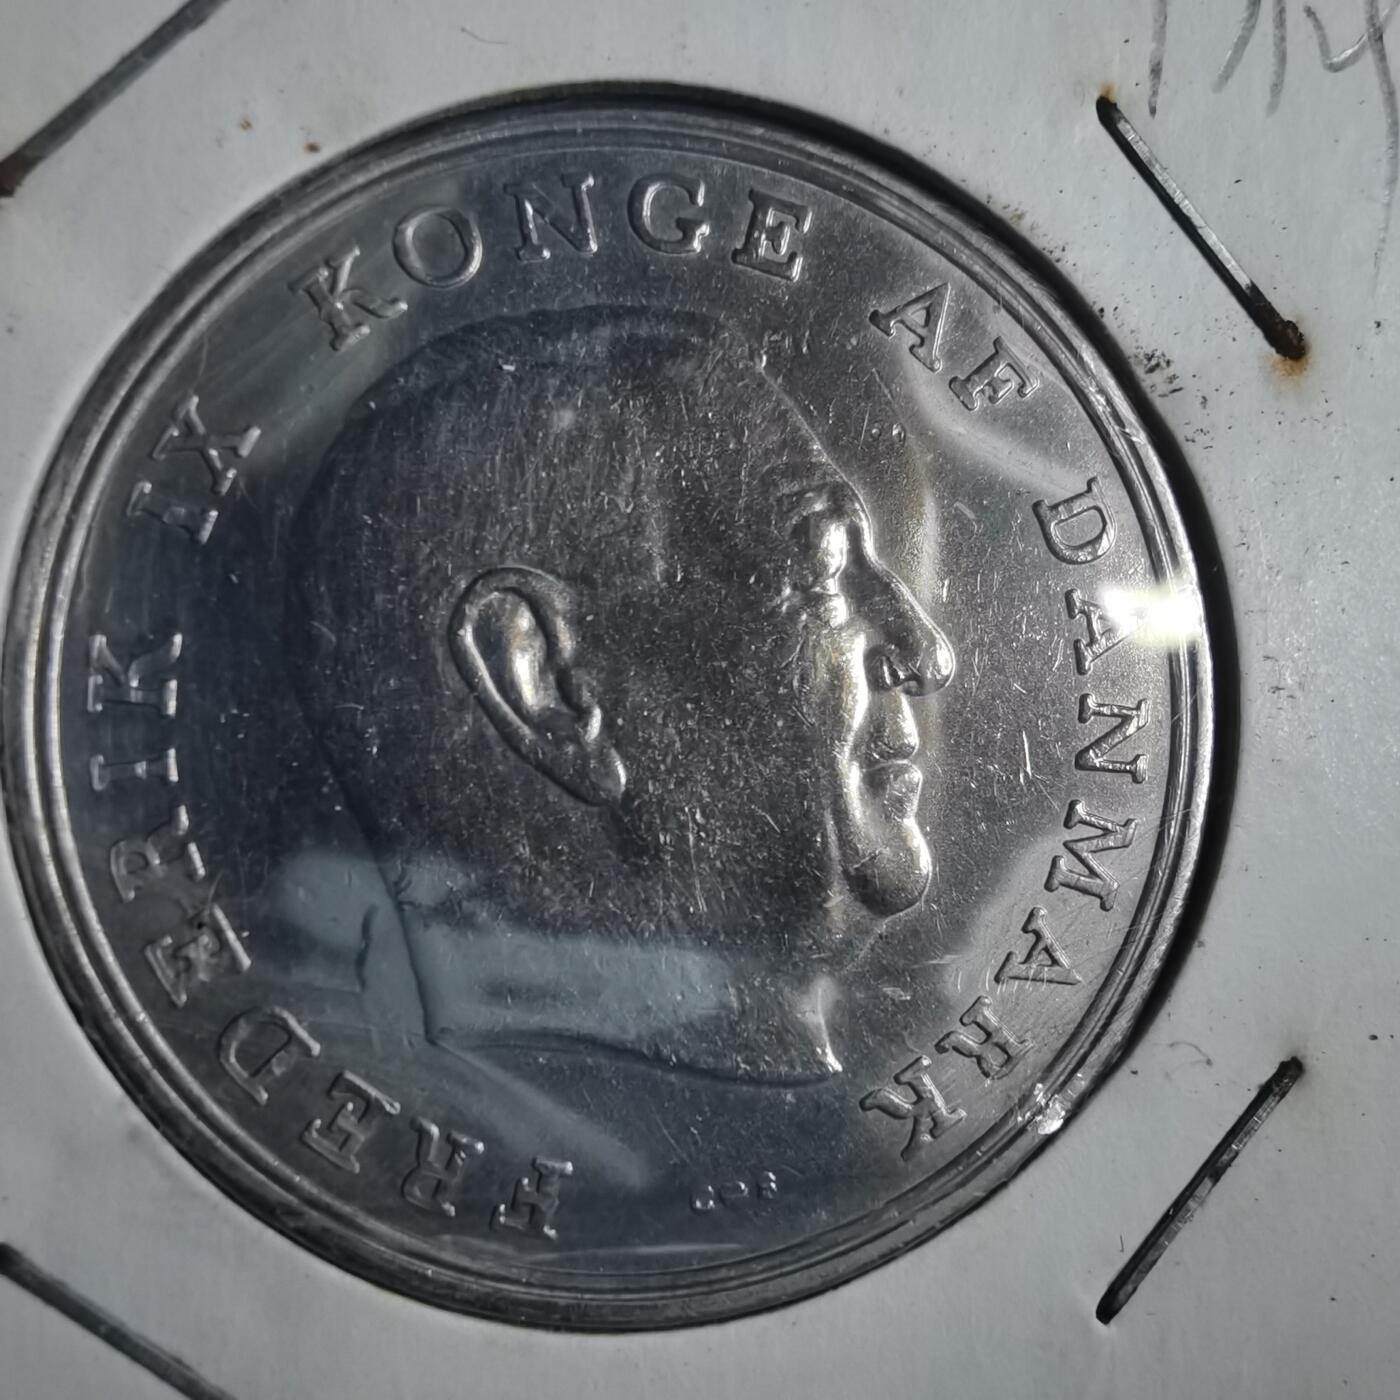 FREDERIK IX KONGE AF DANMARK